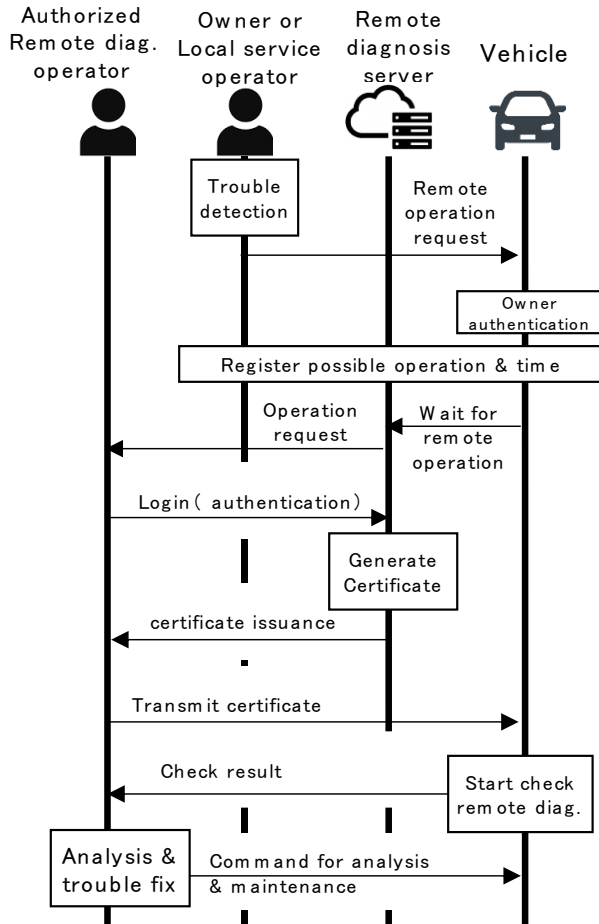 Authorized
Remote diag.
operator
Owner or
Local service
operator
Remote
diagnosis
server
Vehicle
Trouble
detection
Remote
operation
request
Owner
authentication
Register possible operation & time
Operation
request
Wait for
remote
operation
Login( authentication)
Generate
Certificate
certificate issuance
Transmit certificate
Check result
Start check
remote diag.
Analysis &
trouble fix
Command for analysis
& maintenance